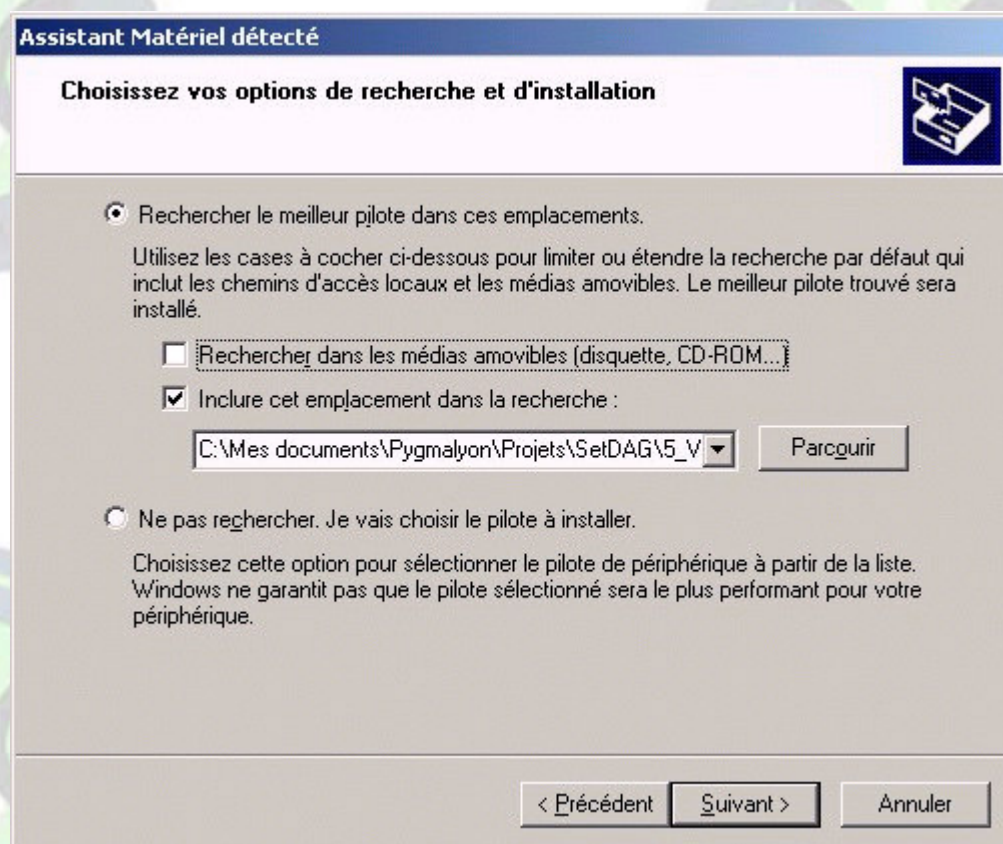 Assistant Matériel détecté
Choisissez vos options de recherche et d'installation
Rechercher le meilleur pilote dans ces emplacements.
Utilisez les cases à cocher ci-dessous pour limiter ou étendre la recherche par défaut qui
inclut les chemins d'accès locaux et les médias amovibles. Le meilleur pilote trouvé sera
installé.
Rechercher dans les médias amovibles (disquette, CD-ROM...)
Inclure cet emplacement dans la recherche :
C:\Mes documents\Pygmalyon\Projets\SetDAG\5_V
Parcourir
Ne pas rechercher. Je vais choisir le pilote à installer.
Choisissez cette option pour sélectionner le pilote de périphérique à partir de la liste.
Windows ne garantit pas que le pilote sélectionné sera le plus performant pour votre
périphérique.
< Précédent Suivant > Annuler